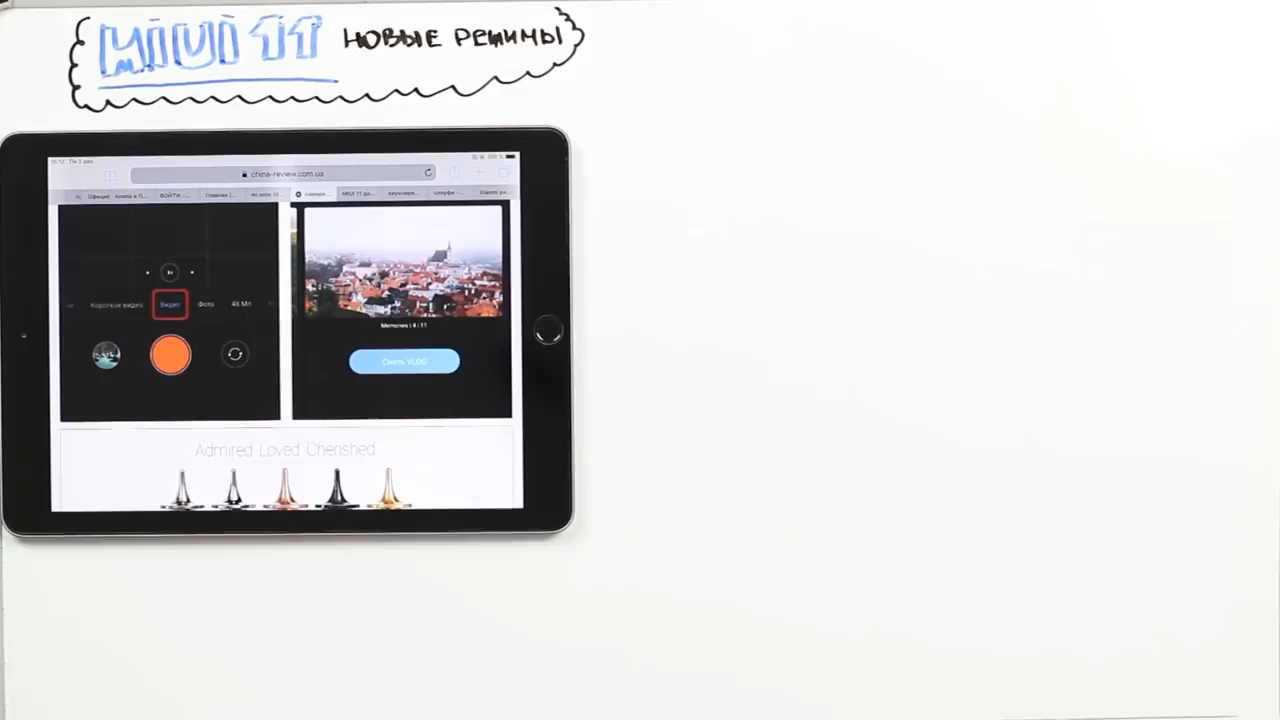 MIUI 11 НОВЫЕ РЕЖИМЫ
china-review.com.ua
ВОЙТИ
Короткое видео Видео Фото 48 Мп
Memories | 4 | 11
Снять VLOG
Admired Loved Cherished